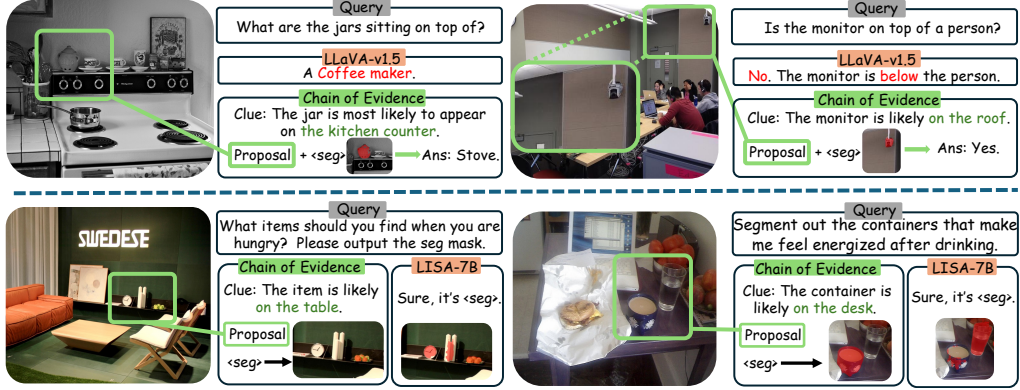 Query
What are the jars sitting on top of?
LLaVA-v1.5
A Coffee maker.
Chain of Evidence
Clue: The jar is most likely to appear
on the kitchen counter.
Proposal + <seg> Ans: Stove.
Query
Is the monitor on top of a person?
LLaVA-v1.5
No. The monitor is below the person.
Chain of Evidence
Clue: The monitor is likely on the roof.
Proposal + <seg> Ans: Yes.
SWEDESE
Query
What items should you find when you are
hungry? Please output the seg mask.
Chain of Evidence
Clue: The item is likely
on the table.
Proposal
<seg>
LISA-7B
Sure, it's <seg>.
Query
Segment out the containers that make
me feel energized after drinking.
Chain of Evidence
Clue: The container is
likely on the desk.
Proposal
<seg>
LISA-7B
Sure, it's <seg>.